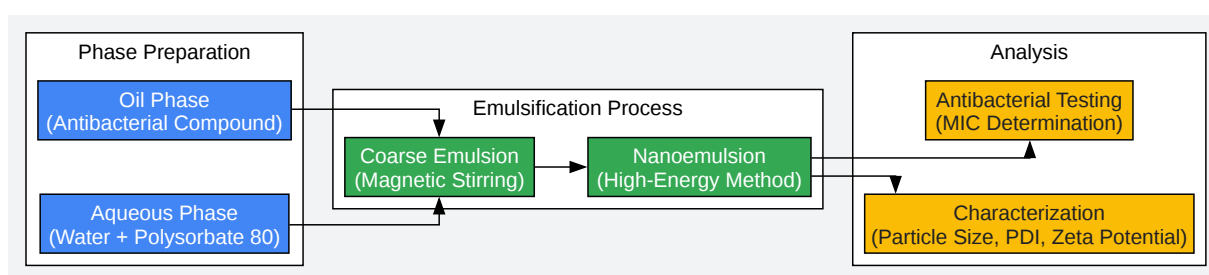 Phase Preparation
Oil Phase
(Antibacterial Compound)
Aqueous Phase
(Water + Polysorbate 80)
Emulsification Process
Coarse Emulsion
(Magnetic Stirring)
Nanoemulsion
(High-Energy Method)
Analysis
Antibacterial Testing
(MIC Determination)
Characterization
(Particle Size, PDI, Zeta Potential)